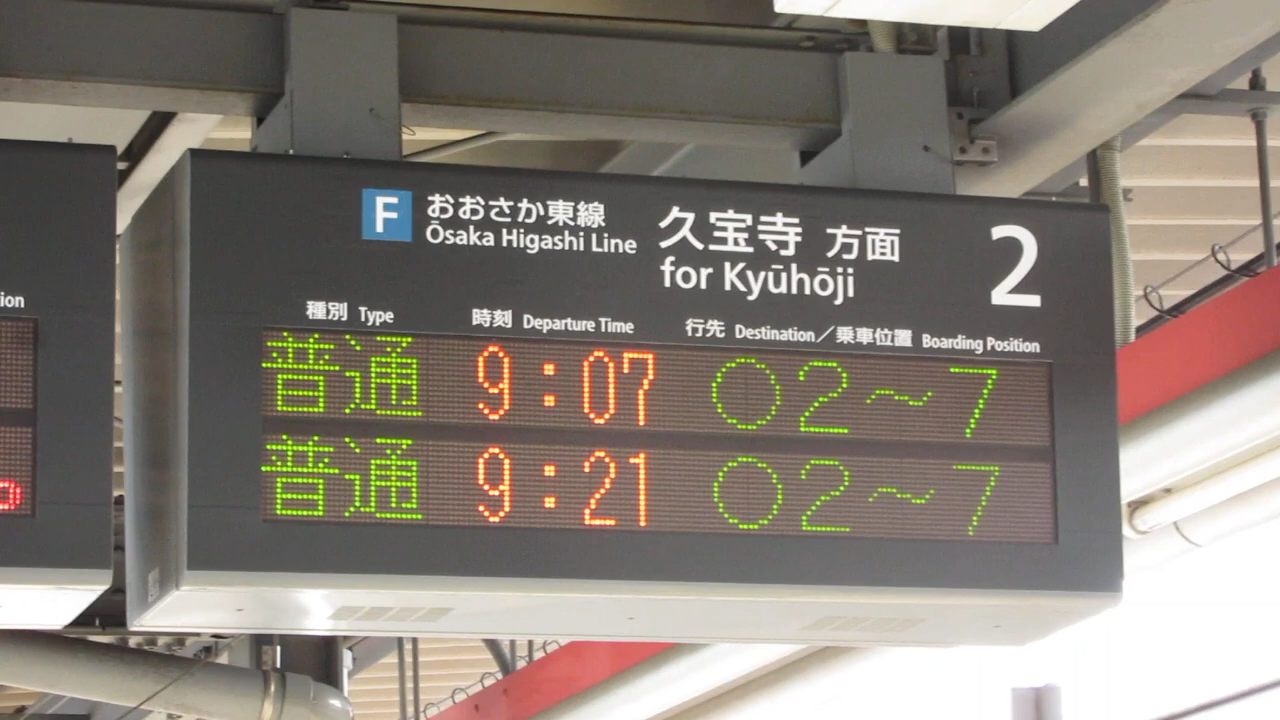 F おおさか東線 久宝寺 方面 2
Ōsaka Higashi Line for Kyūhōji
種別 Type 時刻 Departure Time 行先 Destination／乗車位置 Boarding Position
普通 9:07 ○2~7
普通 9:21 ○2~7